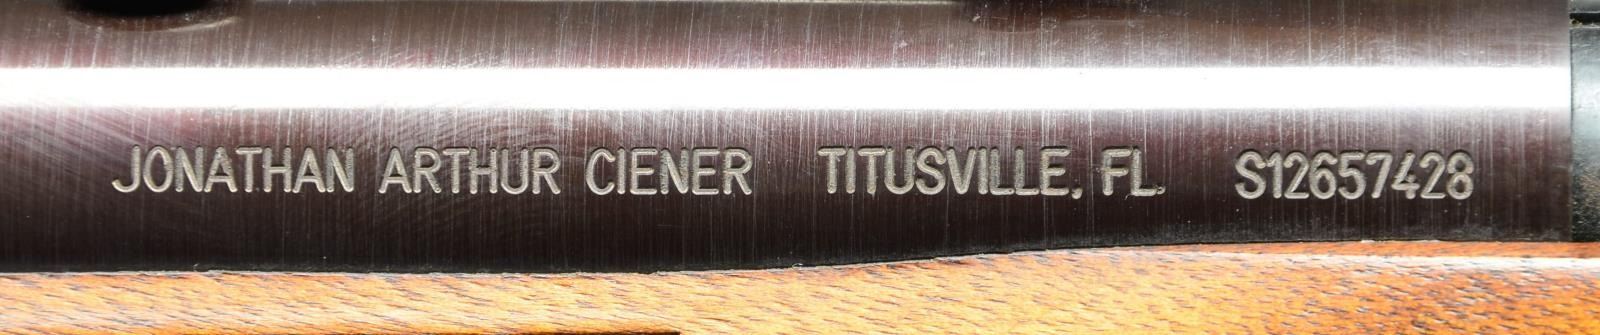 JONATHAN ARTHUR CIENER TITUSVILLE, FL. S12657428